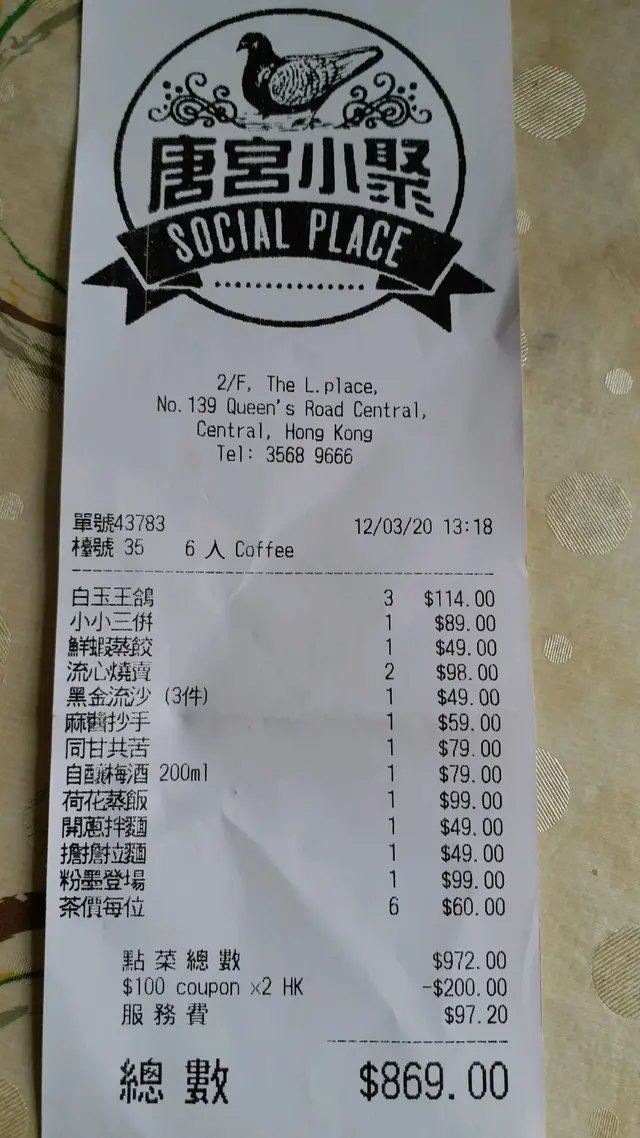 唐宮小聚
SOCIAL PLACE
2/F, The L.place,
No.139 Queen's Road Central,
Central, Hong Kong
Tel: 3568 9666
單號43783 12/03/20 13:18
檯號 35 6 人 Coffee
白玉王鴿 3 $114.00
小小三併 1 $89.00
鮮蝦蒸餃 1 $49.00
流心燒賣 2 $98.00
黑金流沙 (3件) 1 $49.00
麻醬抄手 1 $59.00
同甘共苦 1 $79.00
自釀梅酒 200ml 1 $79.00
荷花蒸飯 1 $99.00
開蔥拌麵 1 $49.00
擔擔拉麵 1 $49.00
粉墨登場 1 $99.00
茶價每位 6 $60.00
點菜總數 $972.00
$100 coupon x2 HK -$200.00
服務費 $97.20
總數 $869.00